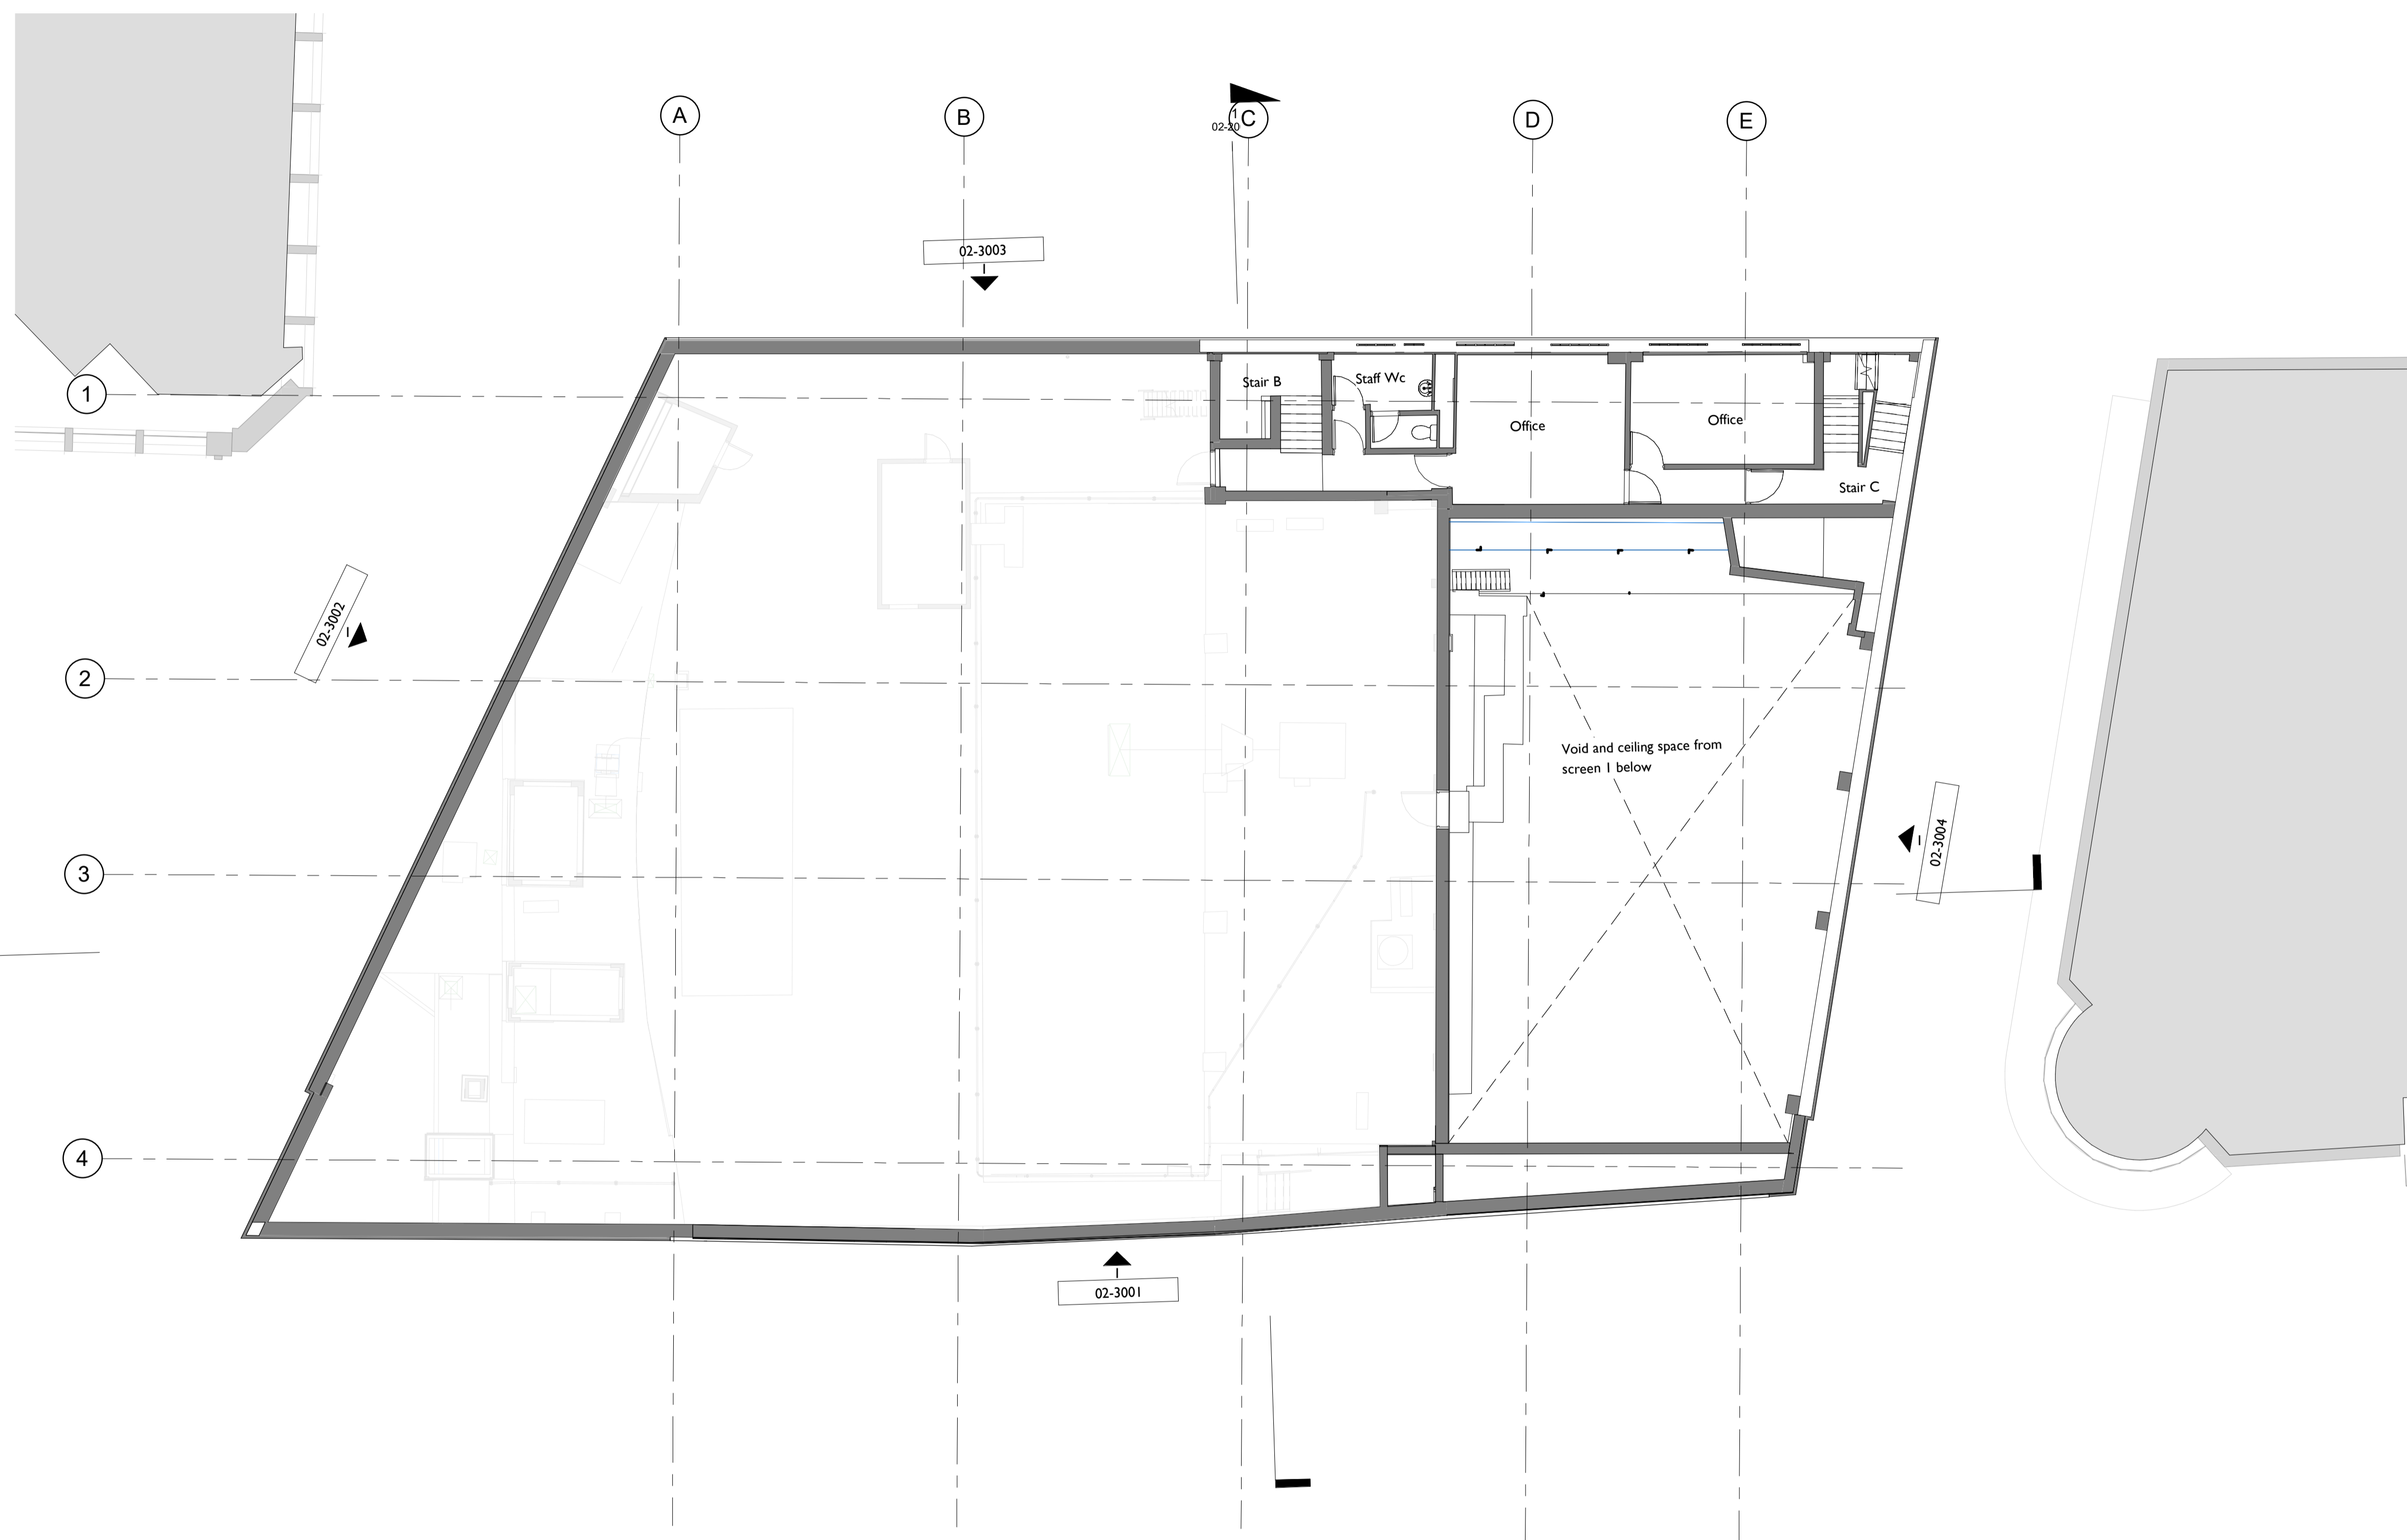 A
B
C
D
E
1
02-20
02-3003
1
Stair B
Staff Wc
Office
Office
Stair C
02-3002
2
Void and ceiling space from
screen 1 below
02-3004
3
4
02-3001